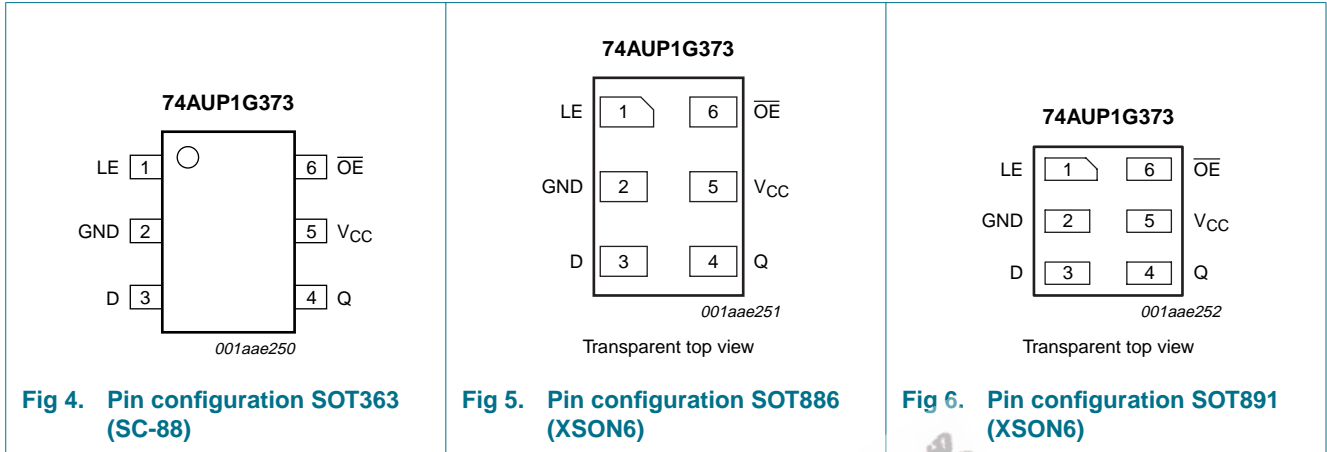 74AUP1G373
LE 1 6 O̅E̅
GND 2 5 VCC
D 3 4 Q
001aae250
Fig 4. Pin configuration SOT363
(SC-88)
74AUP1G373
LE 1 6 O̅E̅
GND 2 5 VCC
D 3 4 Q
001aae251
Transparent top view
Fig 5. Pin configuration SOT886
(XSON6)
74AUP1G373
LE 1 6 O̅E̅
GND 2 5 VCC
D 3 4 Q
001aae252
Transparent top view
Fig 6. Pin configuration SOT891
(XSON6)